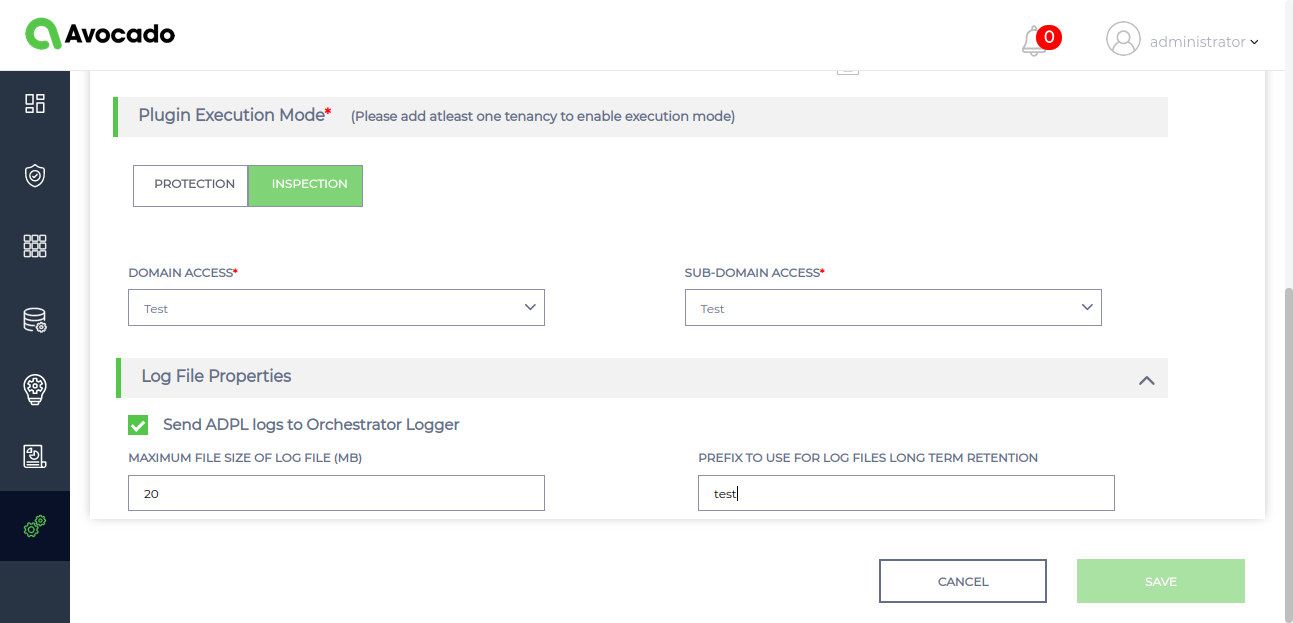 Avocado
0
administrator
Plugin Execution Mode* (Please add atleast one tenancy to enable execution mode)
PROTECTION INSPECTION
DOMAIN ACCESS* SUB-DOMAIN ACCESS*
Test Test
Log File Properties
Send ADPL logs to Orchestrator Logger
MAXIMUM FILE SIZE OF LOG FILE (MB) PREFIX TO USE FOR LOG FILES LONG TERM RETENTION
20 test
CANCEL SAVE